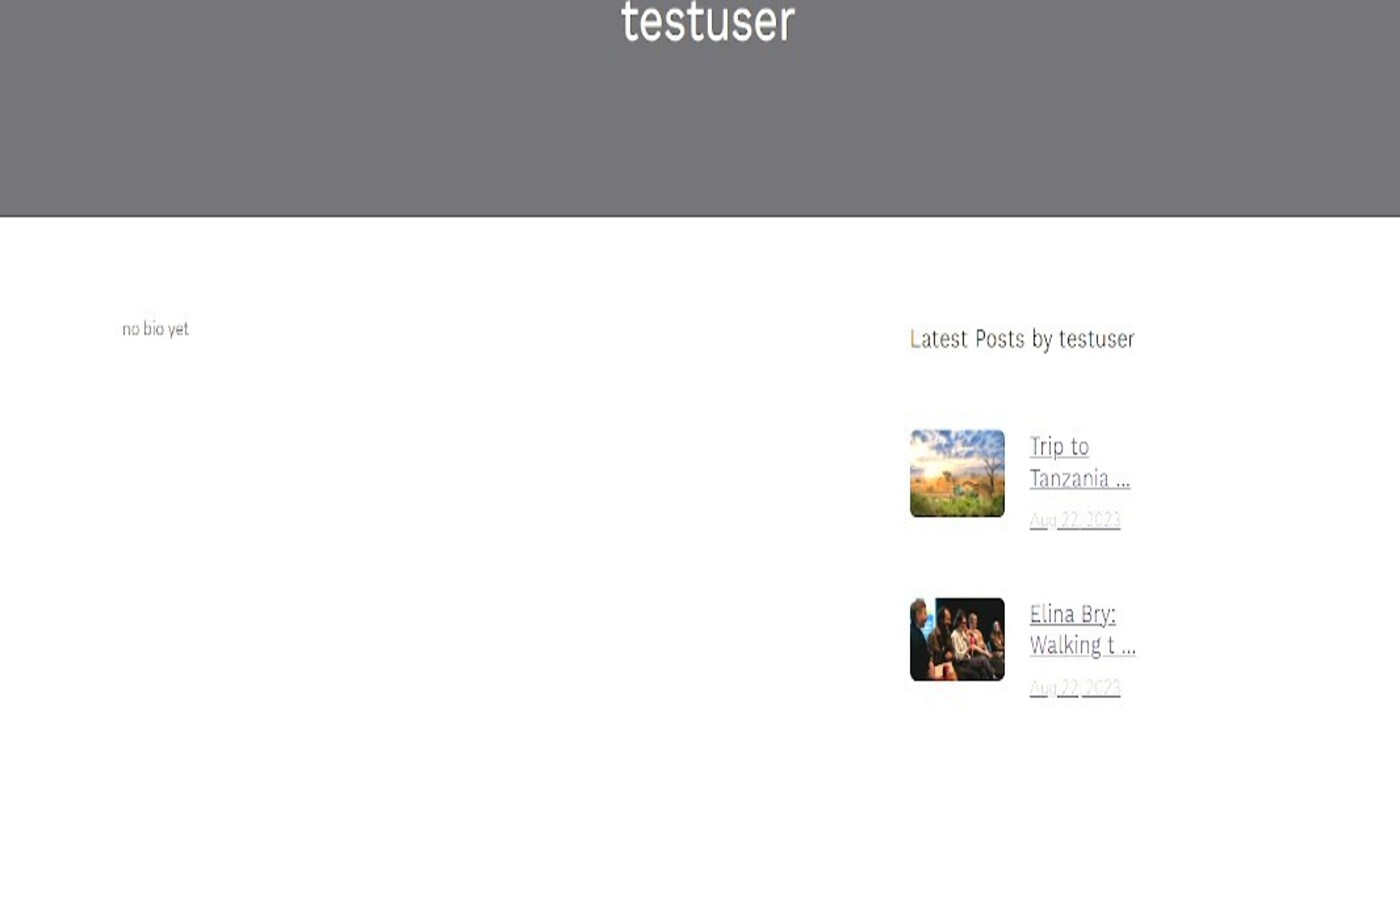 testuser
no bio yet
Latest Posts by testuser
Trip to
Tanzania ...
Aug 22, 2023
Elina Bry:
Walking t ...
Aug 22, 2023